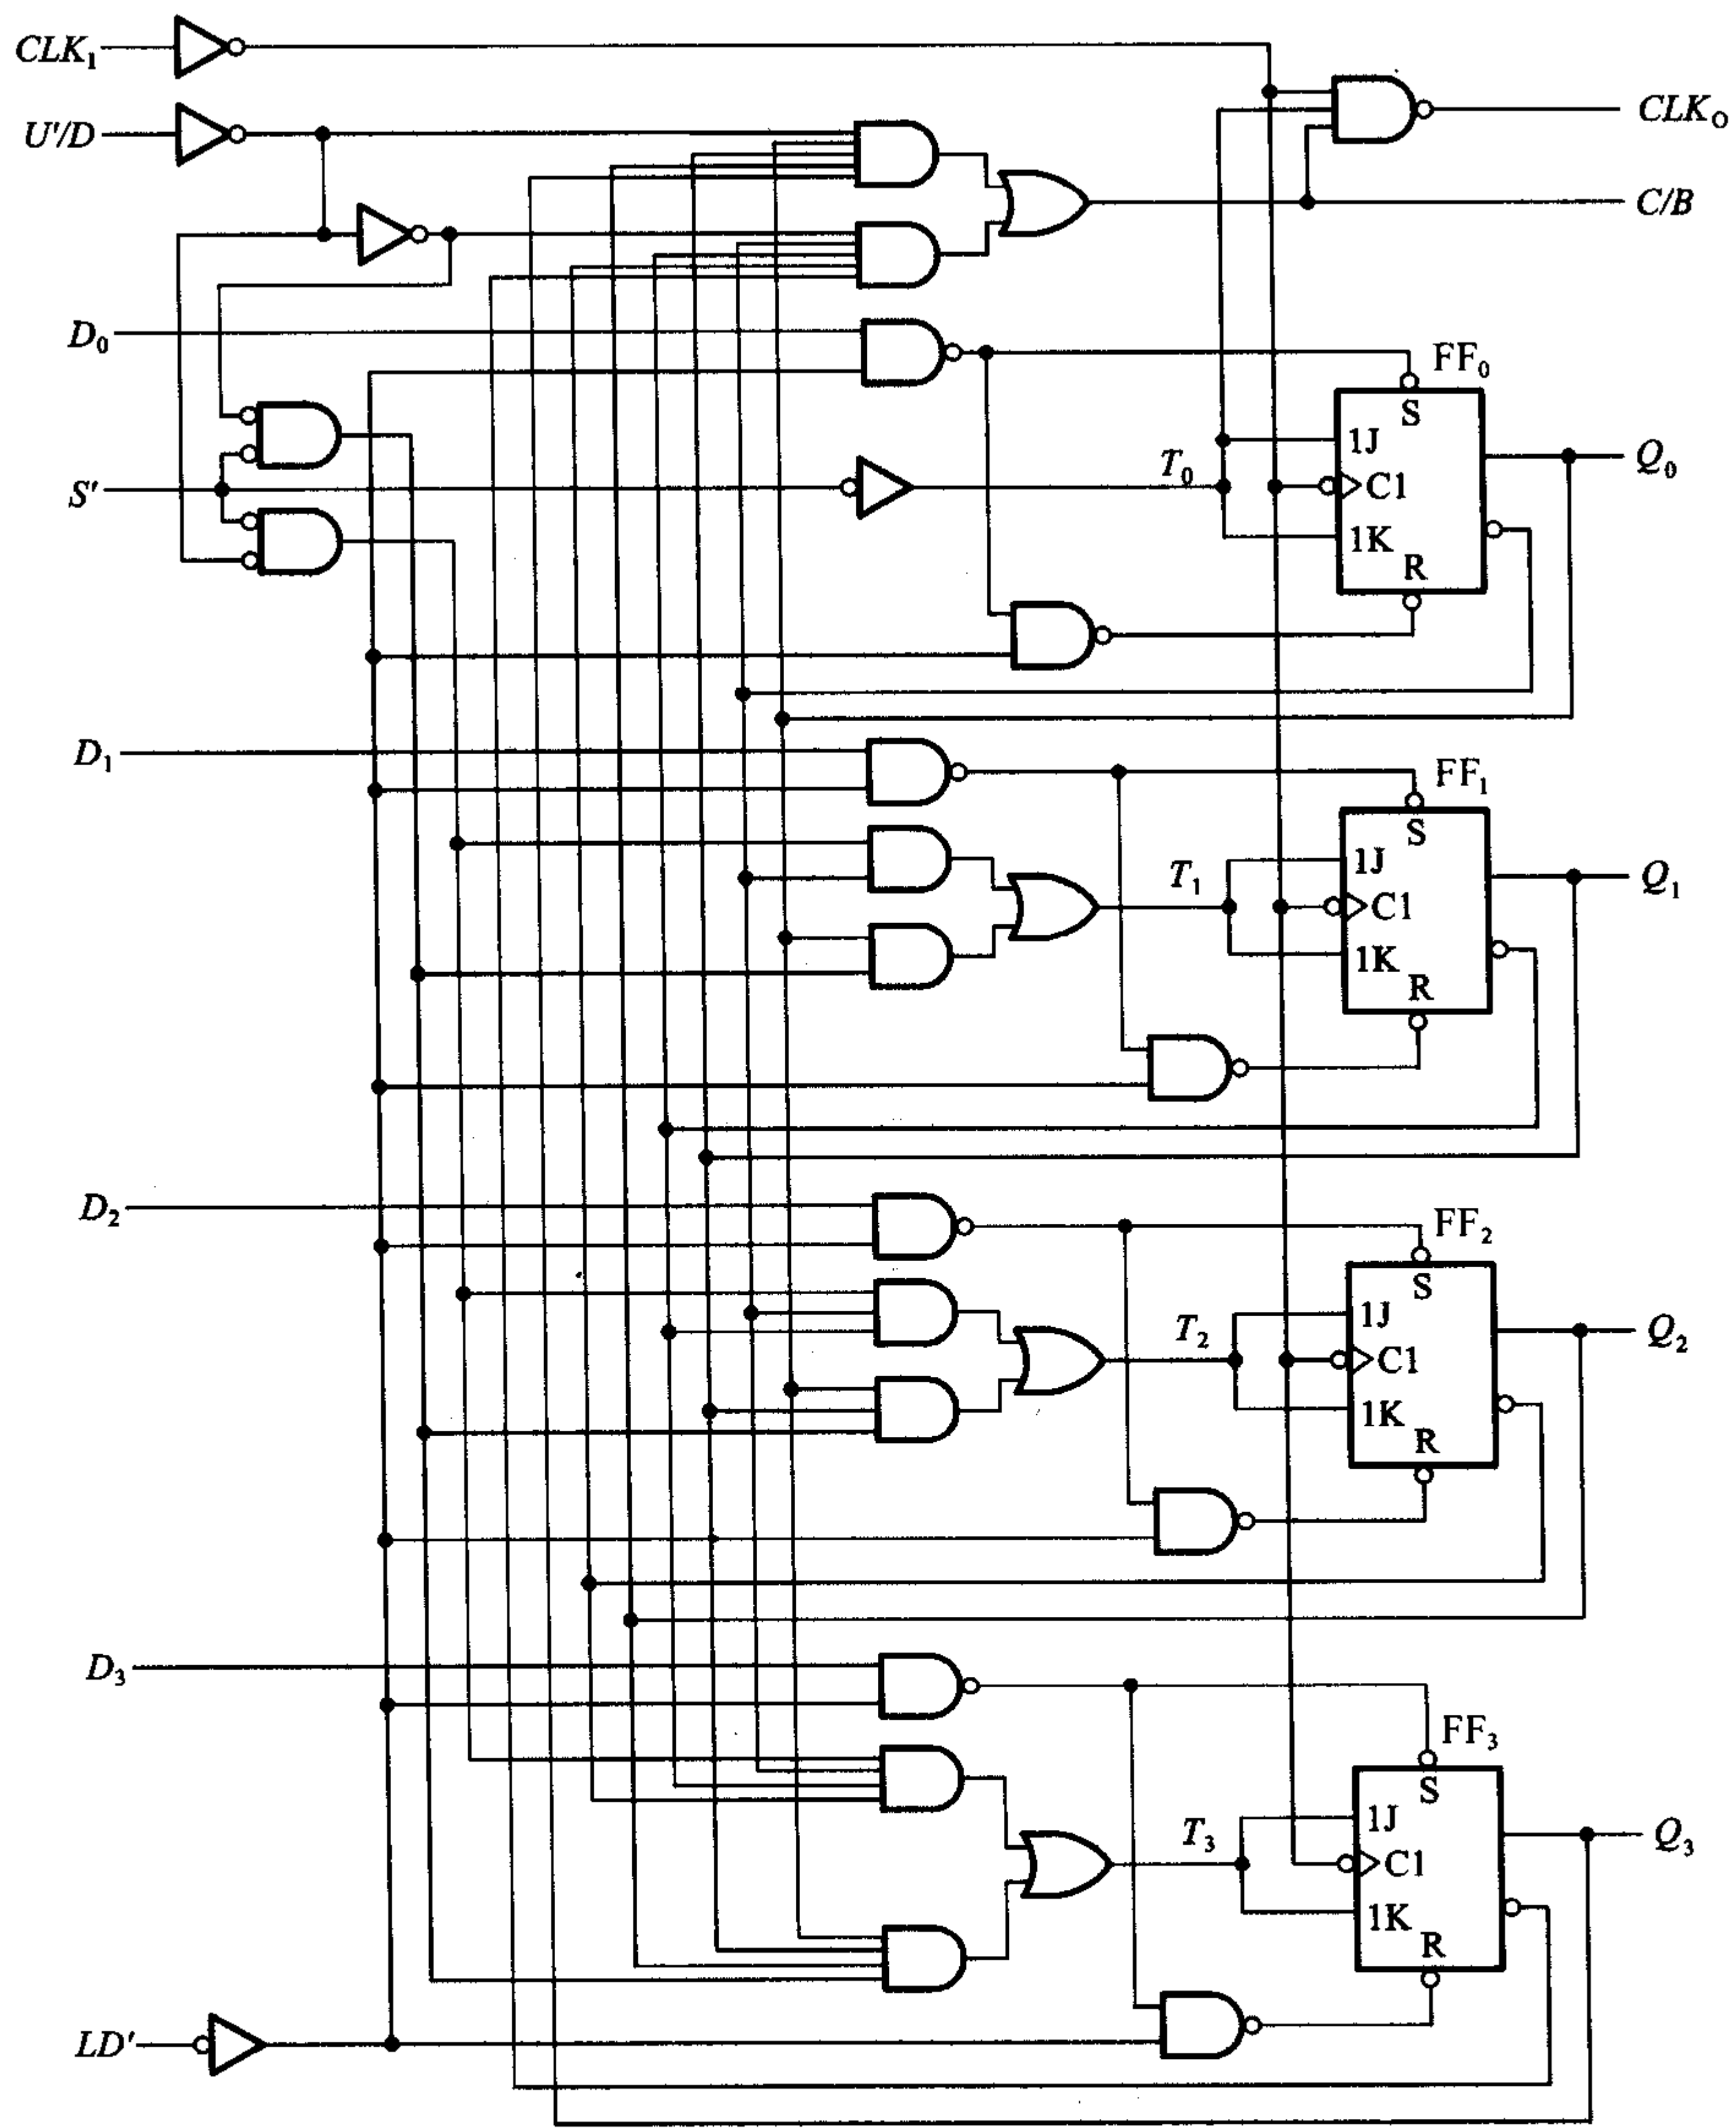 CLK₁
CLK_O
U'/D
C/B
D₀
FF₀
S
1J
T₀
C1
Q₀
S'
1K
R
D₁
FF₁
S
1J
T₁
C1
Q₁
1K
R
D₂
FF₂
S
1J
T₂
C1
Q₂
1K
R
D₃
FF₃
S
1J
T₃
C1
Q₃
1K
R
LD'